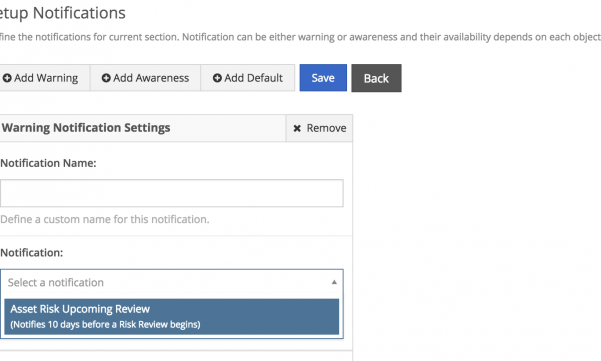 etup Notifications
fine the notifications for current section. Notification can be either warning or awareness and their availability depends on each object
Add Warning Add Awareness Add Default Save Back
Warning Notification Settings Remove
Notification Name:
Define a custom name for this notification.
Notification:
Select a notification
Asset Risk Upcoming Review
(Notifies 10 days before a Risk Review begins)